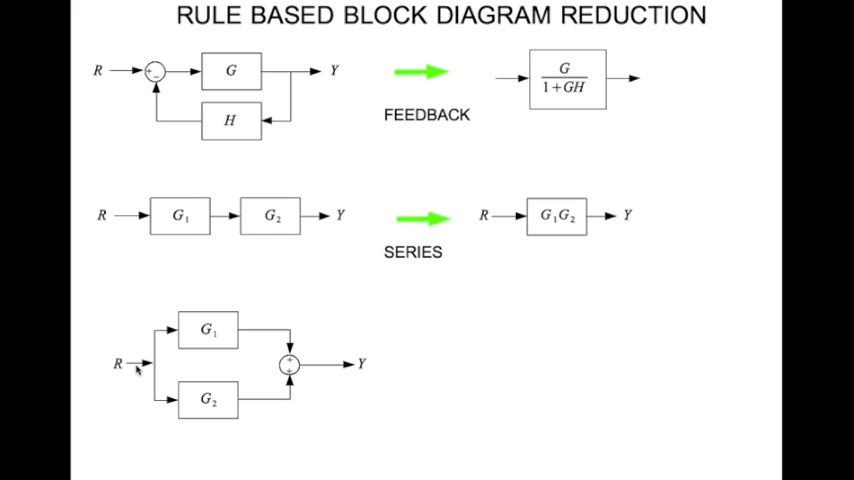 RULE BASED BLOCK DIAGRAM REDUCTION
R + − G Y
H
FEEDBACK
G
1+GH
R G₁ G₂ Y
SERIES
R G₁G₂ Y
G₁
R + + Y
G₂